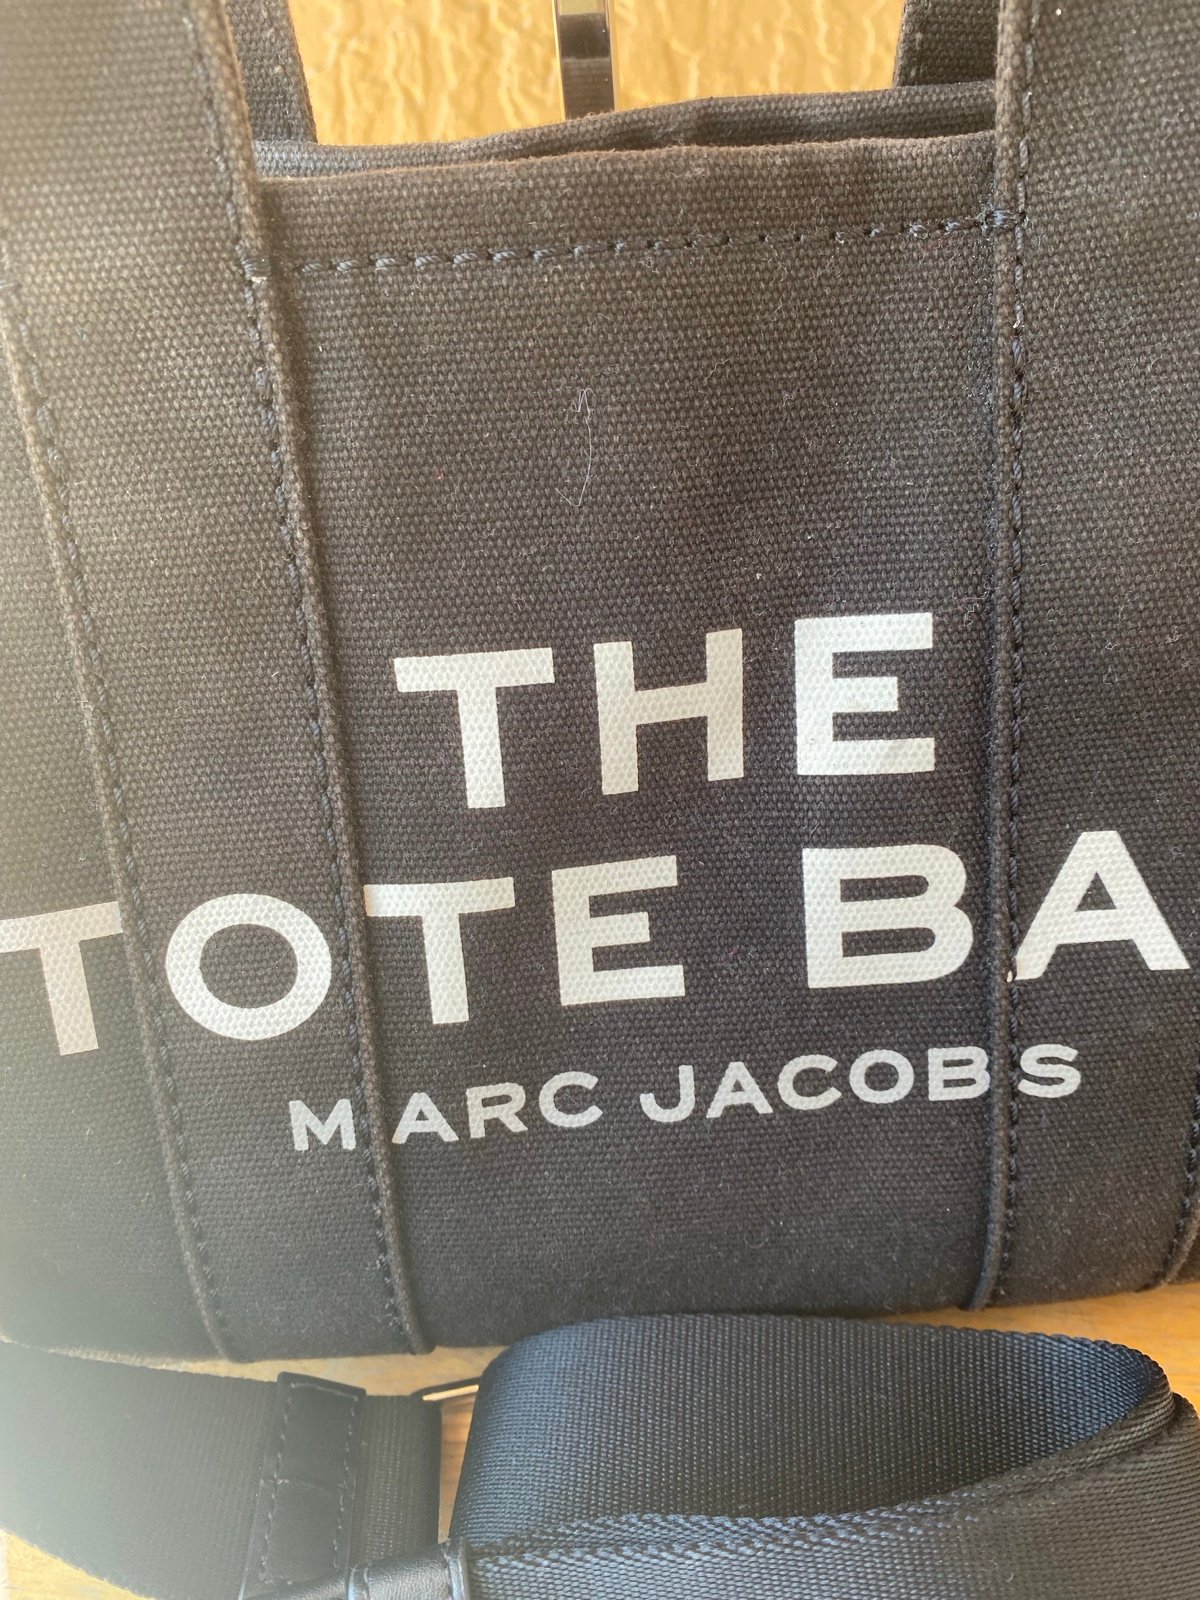 THE
TOTE BA
MARC JACOBS